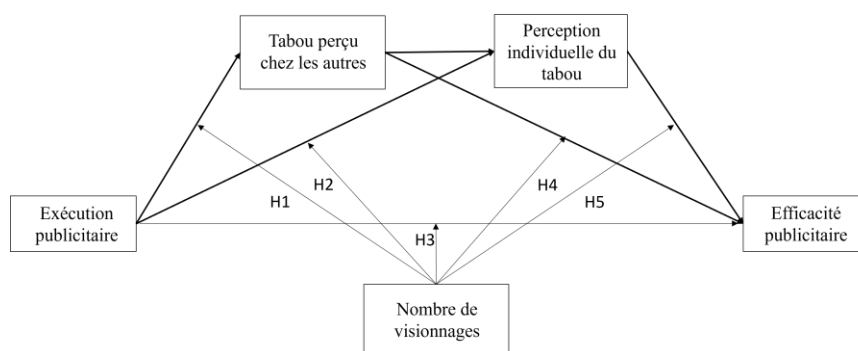 Tabou perçu
chez les autres
Perception
individuelle du
tabou
H1
H2
H4
H5
Exécution
publicitaire
H3
Efficacité
publicitaire
Nombre de
visionnages